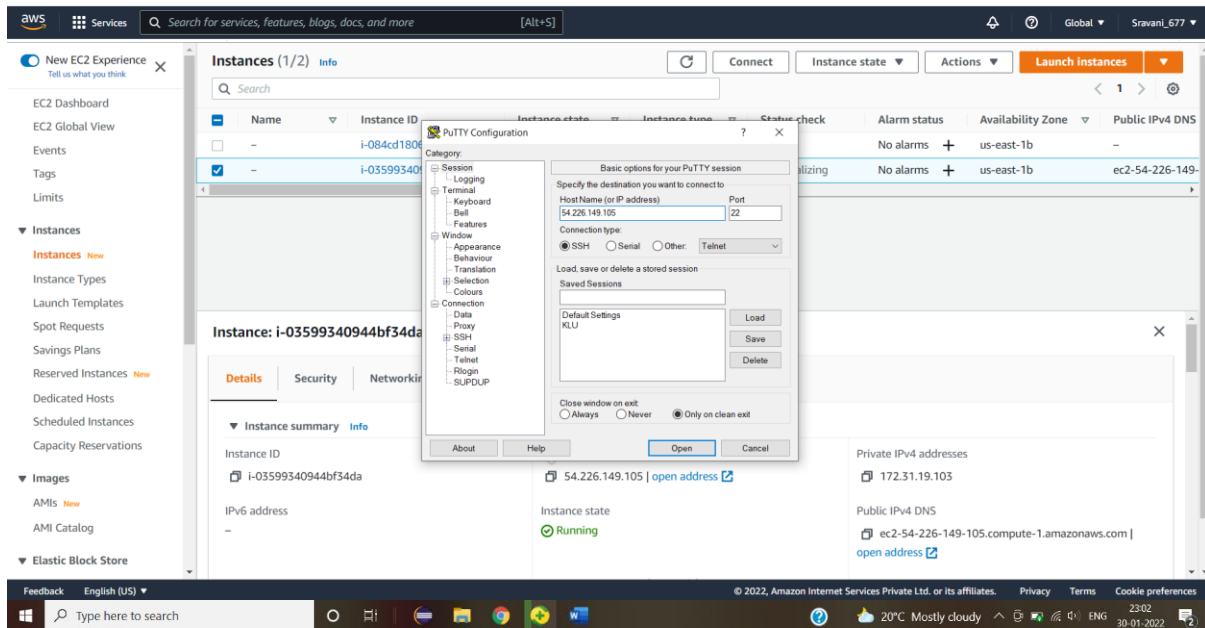 aws
Services
Search for services, features, blogs, docs, and more
[Alt+S]
Global ▼
Sravani_677 ▼
New EC2 Experience
Tell us what you think
EC2 Dashboard
EC2 Global View
Events
Tags
Limits
▼ Instances
Instances New
Instance Types
Launch Templates
Spot Requests
Savings Plans
Reserved Instances New
Dedicated Hosts
Scheduled Instances
Capacity Reservations
▼ Images
AMIs New
AMI Catalog
▼ Elastic Block Store
Instances (1/2) Info
Connect
Instance state ▼
Actions ▼
Launch instances ▼
Search
1
Name
Instance ID
Instance state
Instance type
Status check
Alarm status
Availability Zone
Public IPv4 DNS
–
i-084cd1806
No alarms +
us-east-1b
–
–
i-035993409
alizing
No alarms +
us-east-1b
ec2-54-226-149-
PuTTY Configuration
? ×
Category:
Session
Logging
Terminal
Keyboard
Bell
Features
Window
Appearance
Behaviour
Translation
Selection
Colours
Connection
Data
Proxy
SSH
Serial
Telnet
Rlogin
SUPDUP
Basic options for your PuTTY session
Specify the destination you want to connect to
Host Name (or IP address)
Port
54.226.149.105
22
Connection type:
SSH
Serial
Other:
Telnet
Load, save or delete a stored session
Saved Sessions
Default Settings
KLU
Load
Save
Delete
Close window on exit:
Always
Never
Only on clean exit
About
Help
Open
Cancel
Instance: i-03599340944bf34da
Details
Security
Networkin
▼ Instance summary Info
Instance ID
i-03599340944bf34da
54.226.149.105 | open address
Private IPv4 addresses
172.31.19.103
IPv6 address
–
Instance state
Running
Public IPv4 DNS
ec2-54-226-149-105.compute-1.amazonaws.com |
open address
Feedback
English (US) ▼
© 2022, Amazon Internet Services Private Ltd. or its affiliates.
Privacy
Terms
Cookie preferences
Type here to search
20°C Mostly cloudy
ENG
23:02
30-01-2022
2